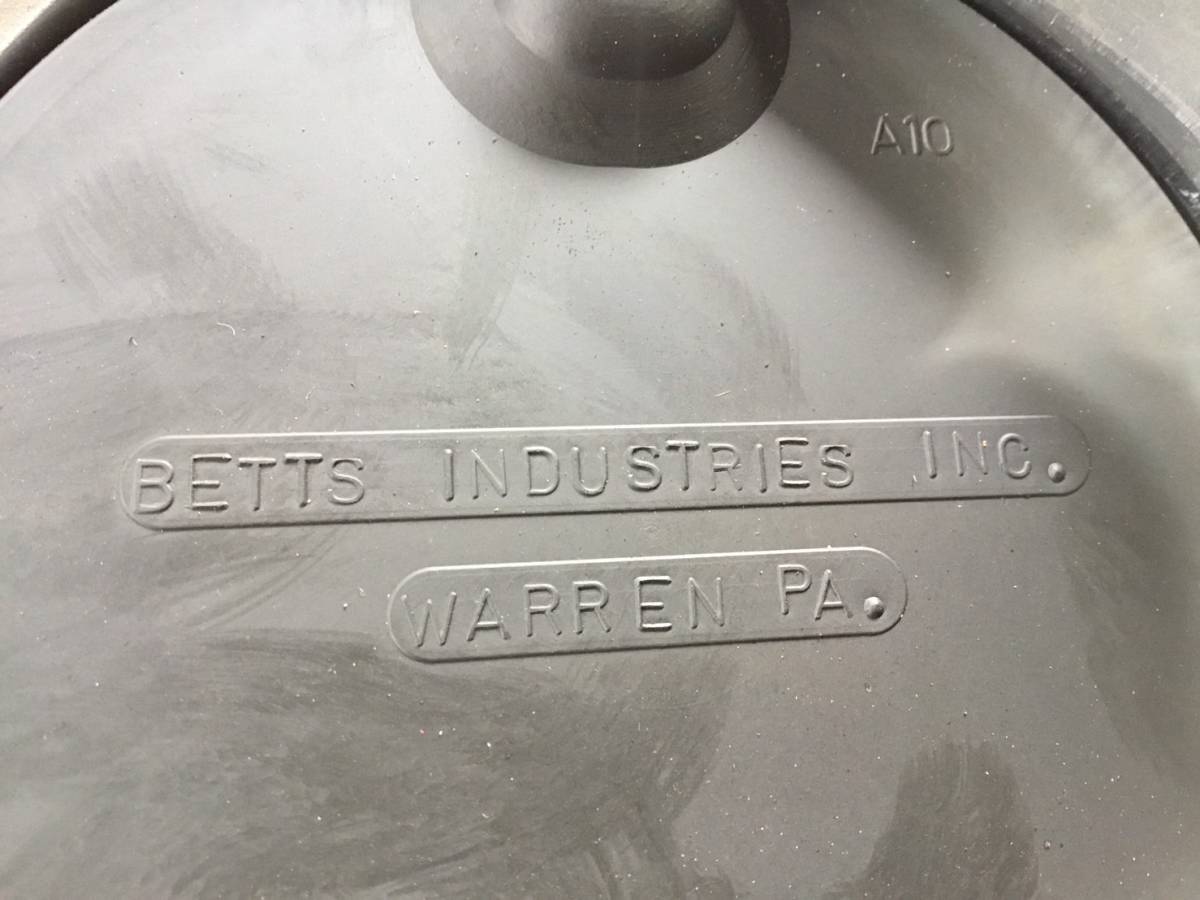 A10
BETTS INDUSTRIES INC.
WARREN PA.